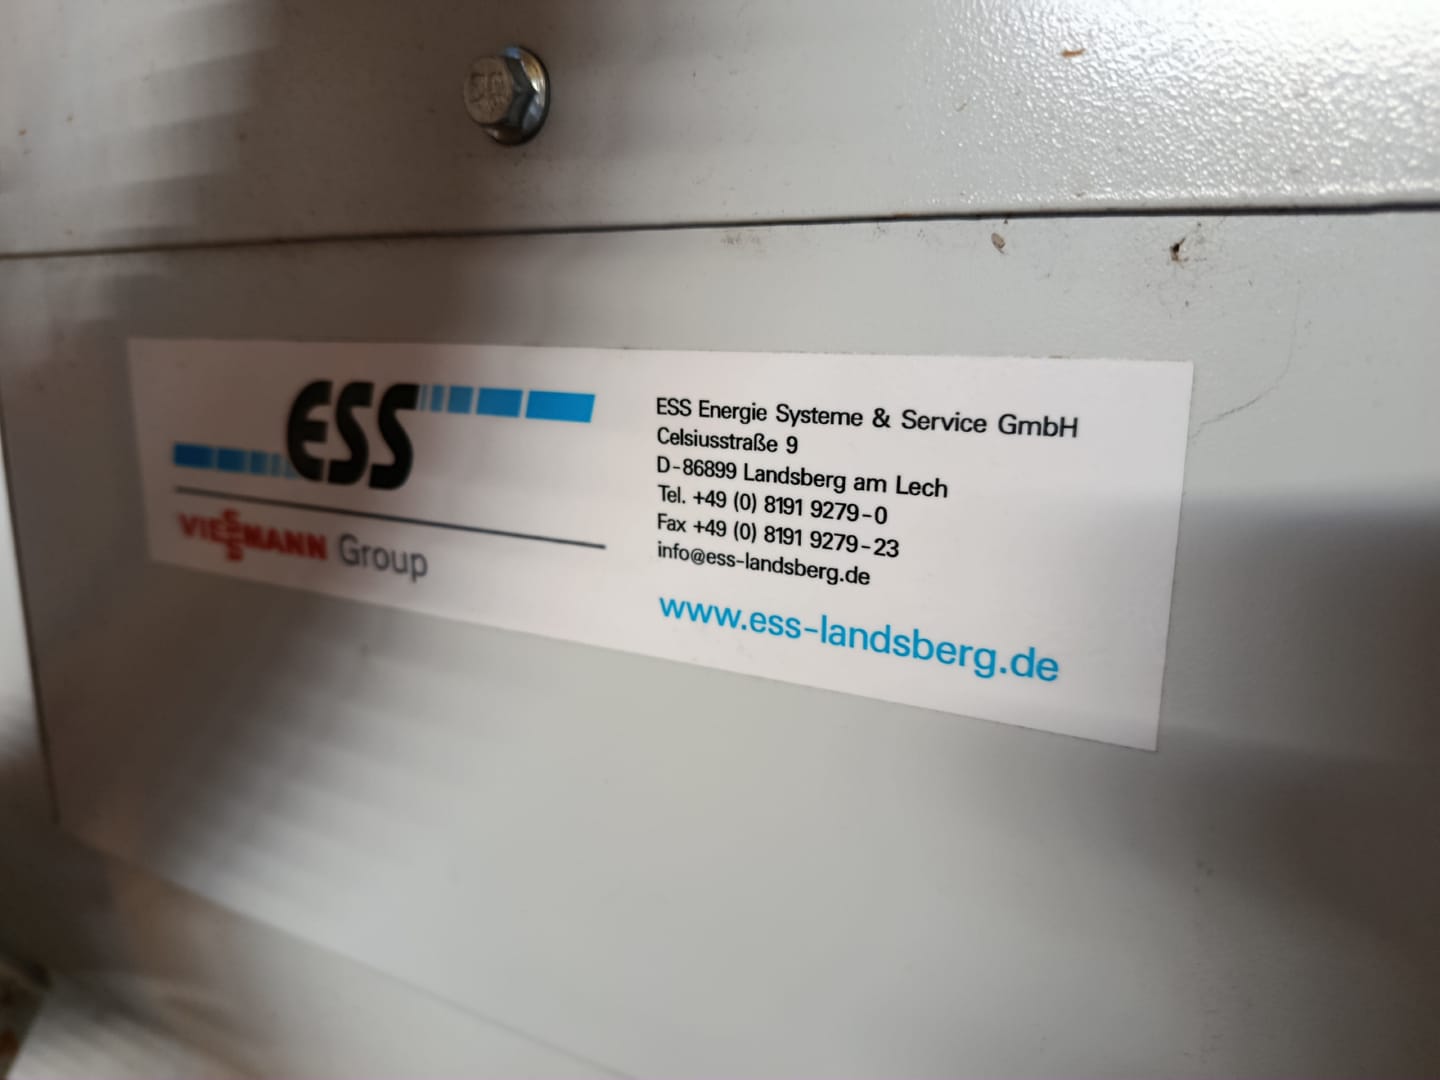 ESS
VIESSMANN Group
ESS Energie Systeme & Service GmbH
Celsiusstraße 9
D-86899 Landsberg am Lech
Tel. +49 (0) 8191 9279-0
Fax +49 (0) 8191 9279-23
info@ess-landsberg.de
www.ess-landsberg.de